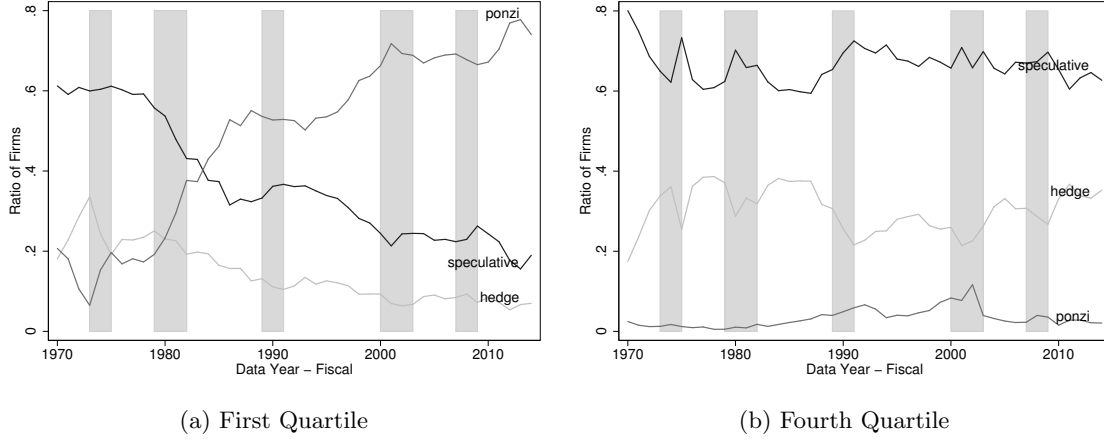 .8
.6
.4
.2
0
Ratio of Firms
ponzi
speculative
hedge
1970 1980 1990 2000 2010
Data Year − Fiscal
(a) First Quartile
.8
.6
.4
.2
0
Ratio of Firms
speculative
hedge
ponzi
1970 1980 1990 2000 2010
Data Year − Fiscal
(b) Fourth Quartile